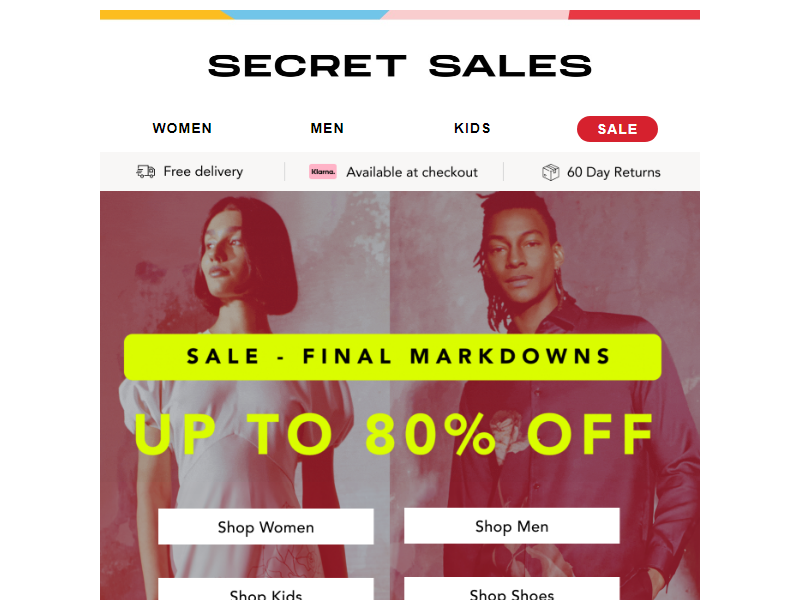 SECRET SALES
WOMEN MEN KIDS SALE
Free delivery Klarna. Available at checkout 60 Day Returns
SALE - FINAL MARKDOWNS
UP TO 80% OFF
Shop Women Shop Men
Shop Kids Shop Shoes